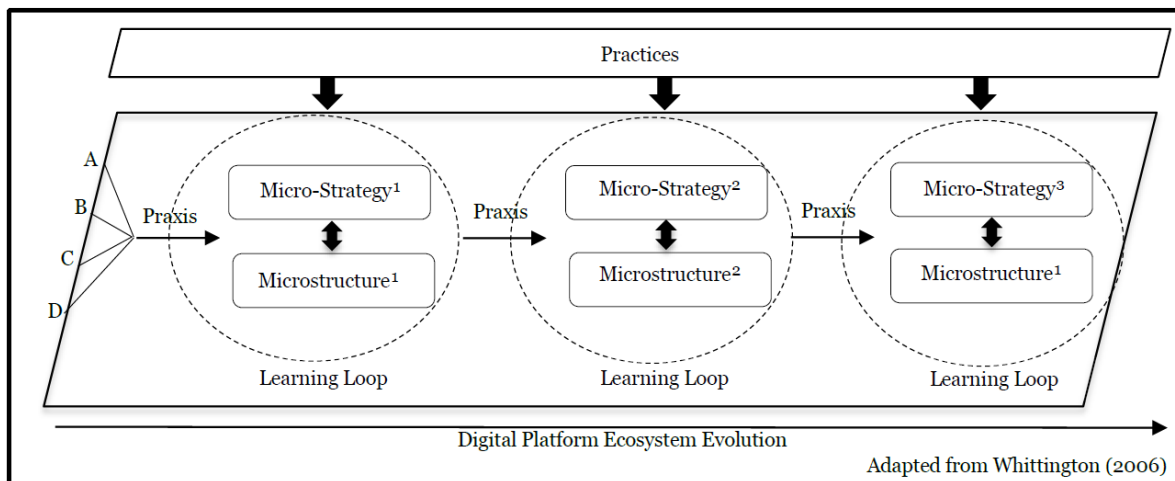 Practices
A
B
C
D
Praxis
Micro-Strategy¹
Microstructure¹
Learning Loop
Praxis
Micro-Strategy²
Microstructure²
Learning Loop
Praxis
Micro-Strategy³
Microstructure¹
Learning Loop
Digital Platform Ecosystem Evolution
Adapted from Whittington (2006)